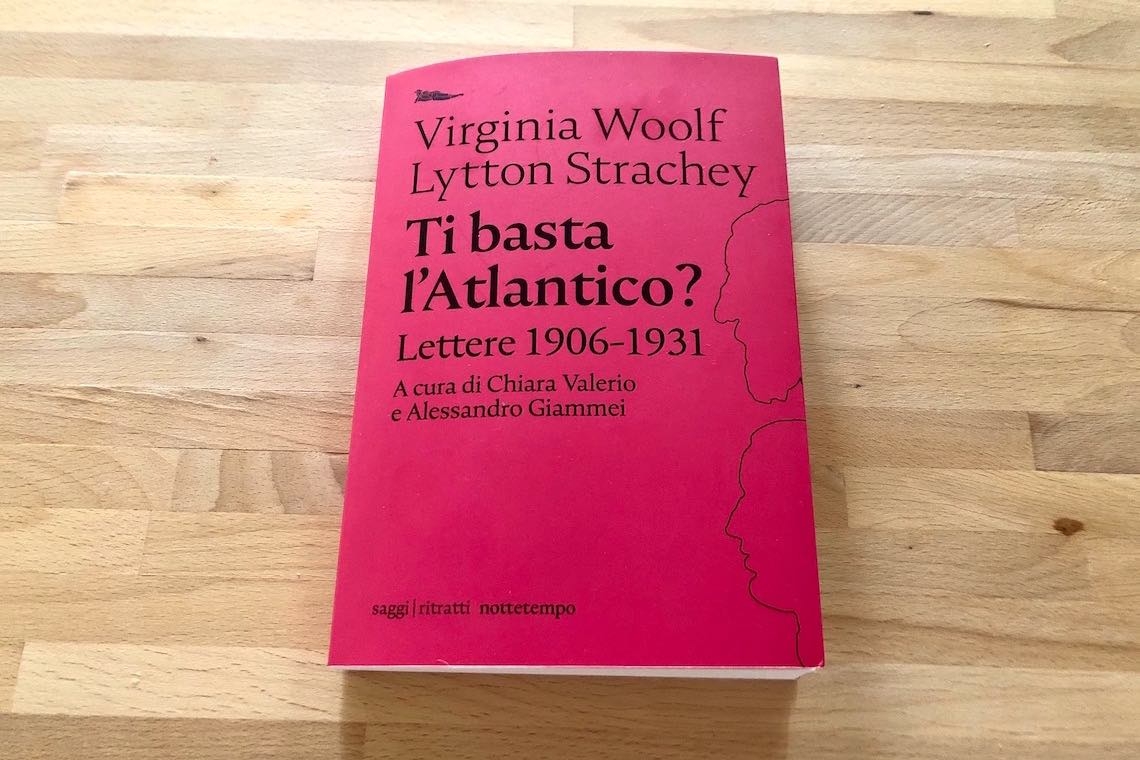 Virginia Woolf
Lytton Strachey
Ti basta
l'Atlantico?
Lettere 1906–1931
A cura di Chiara Valerio
e Alessandro Giammei
saggi|ritratti nottetempo